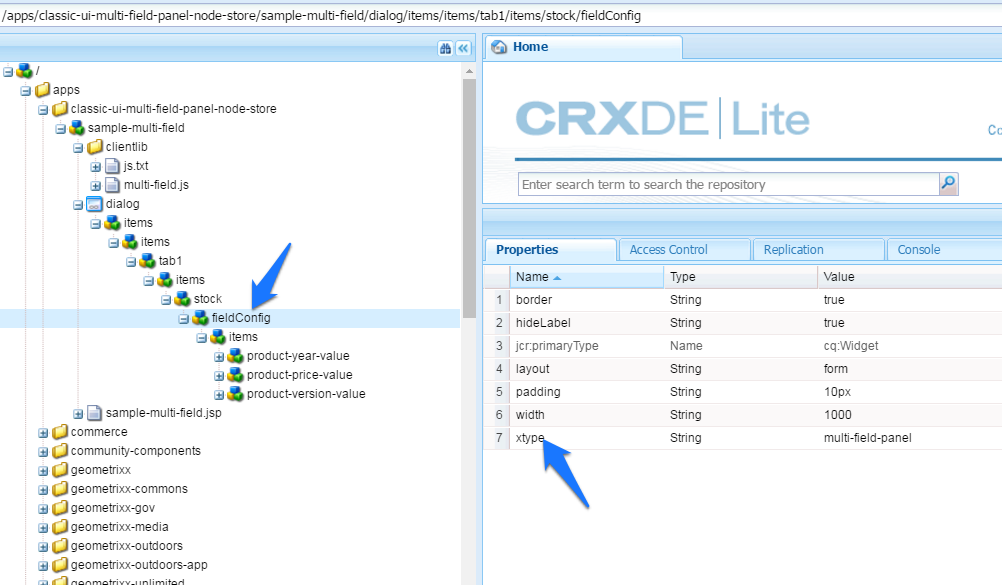 /apps/classic-ui-multi-field-panel-node-store/sample-multi-field/dialog/items/items/tab1/items/stock/fieldConfig
/
apps
classic-ui-multi-field-panel-node-store
sample-multi-field
clientlib
js.txt
multi-field.js
dialog
items
items
tab1
items
stock
fieldConfig
items
product-year-value
product-price-value
product-version-value
sample-multi-field.jsp
commerce
community-components
geometrixx
geometrixx-commons
geometrixx-gov
geometrixx-media
geometrixx-outdoors
geometrixx-outdoors-app
geometrixx-unlimited
Home
CRXDE | Lite
Co
Enter search term to search the repository
Properties Access Control Replication Console
Name Type Value
1 border String true
2 hideLabel String true
3 jcr:primaryType Name cq:Widget
4 layout String form
5 padding String 10px
6 width String 1000
7 xtype String multi-field-panel